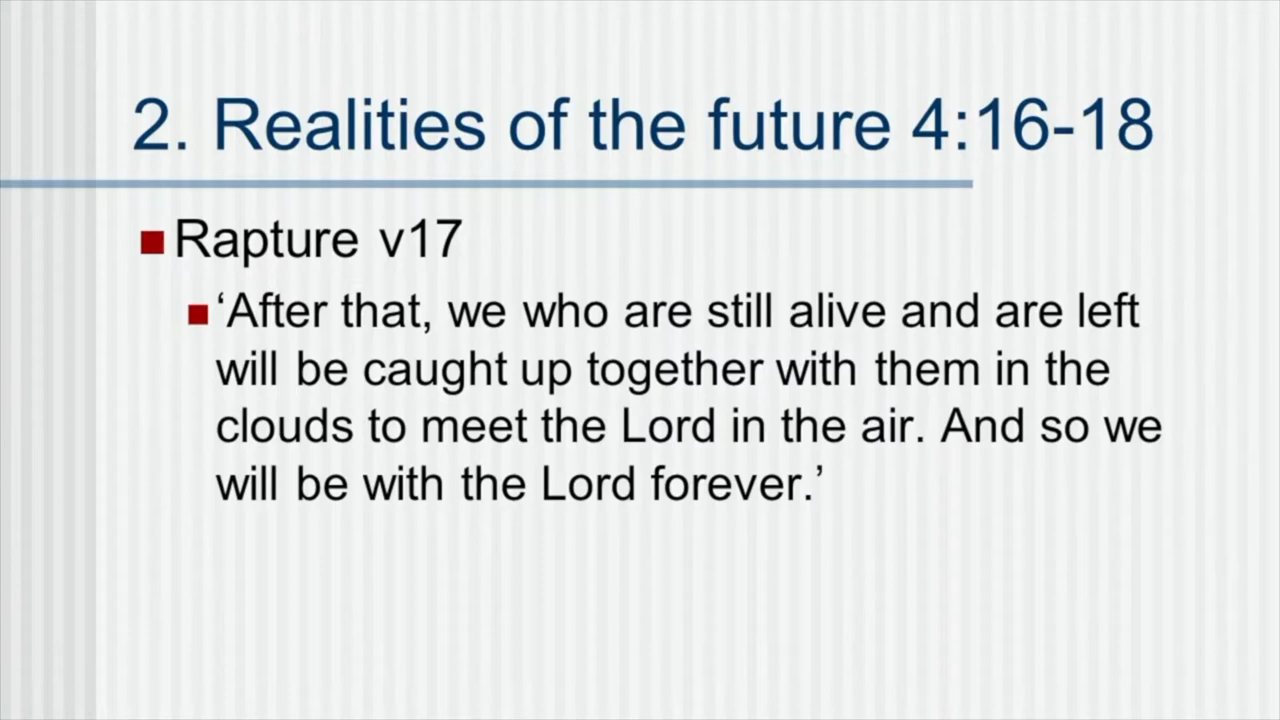 2. Realities of the future 4:16-18
Rapture v17
‘After that, we who are still alive and are left
will be caught up together with them in the
clouds to meet the Lord in the air. And so we
will be with the Lord forever.’